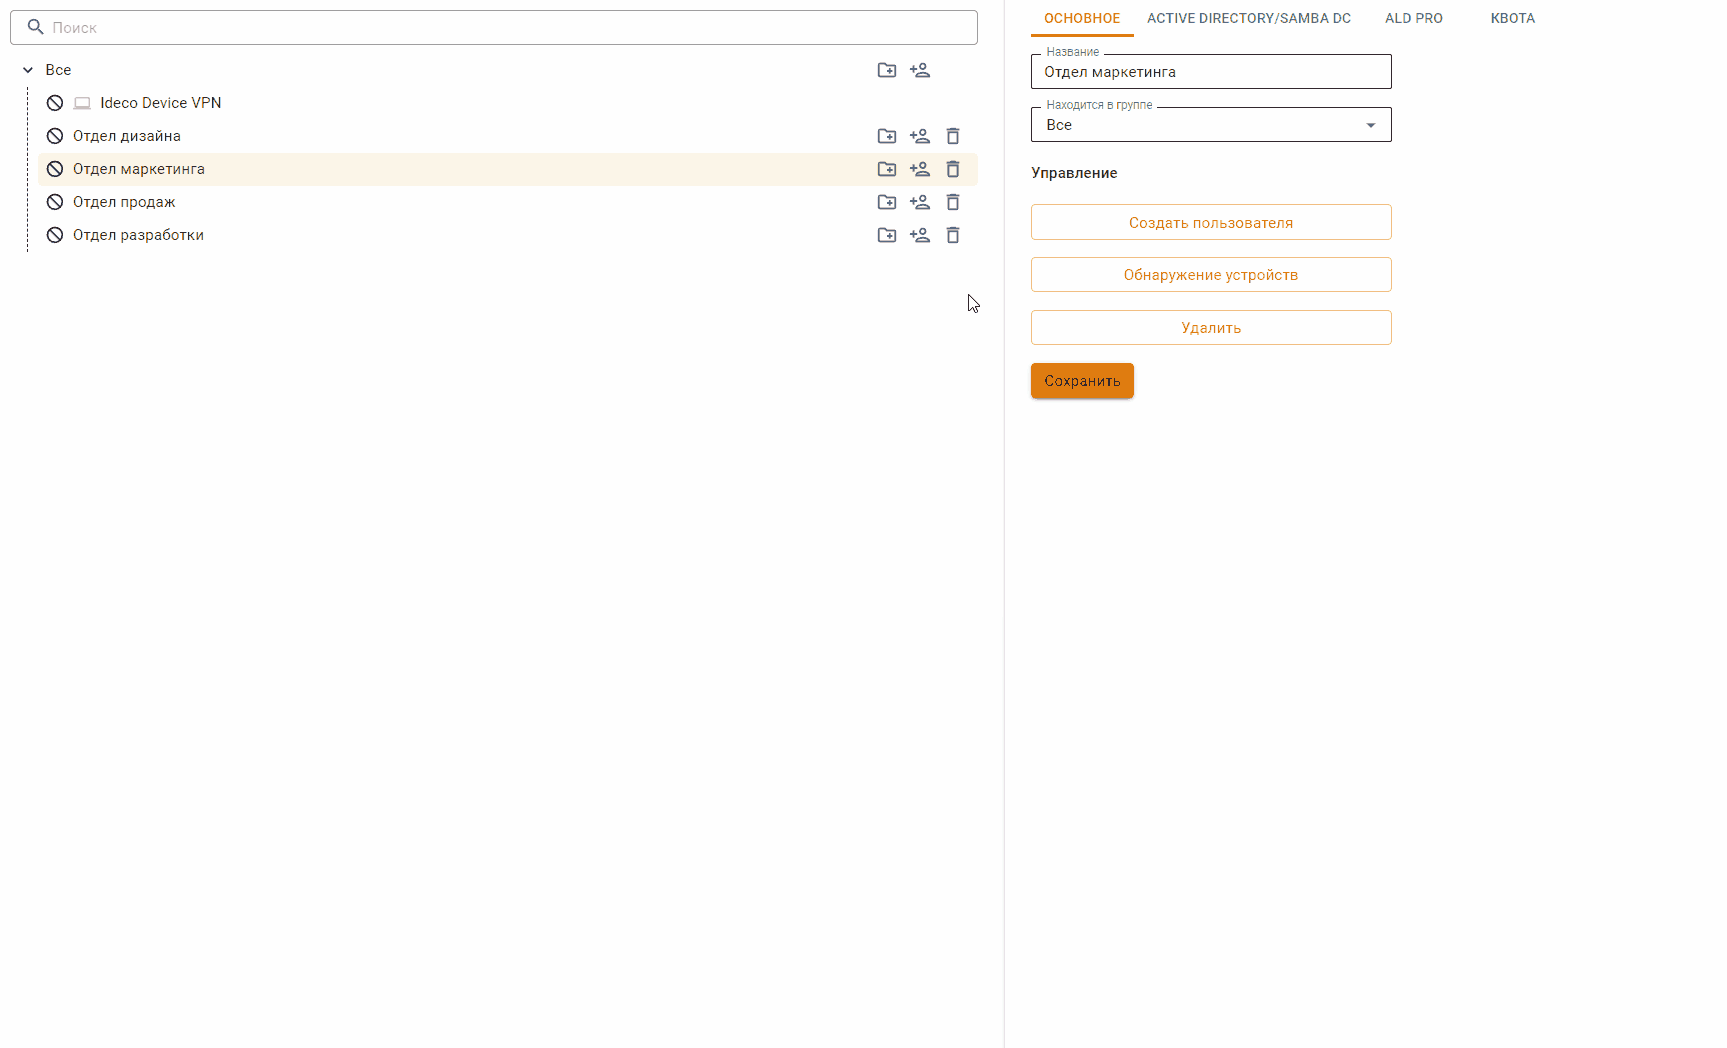 Поиск
Все
Ideco Device VPN
Отдел дизайна
Отдел маркетинга
Отдел продаж
Отдел разработки
ОСНОВНОЕ ACTIVE DIRECTORY/SAMBA DC ALD PRO КВОТА
Название
Отдел маркетинга
Находится в группе
Все
Управление
Создать пользователя
Обнаружение устройств
Удалить
Сохранить